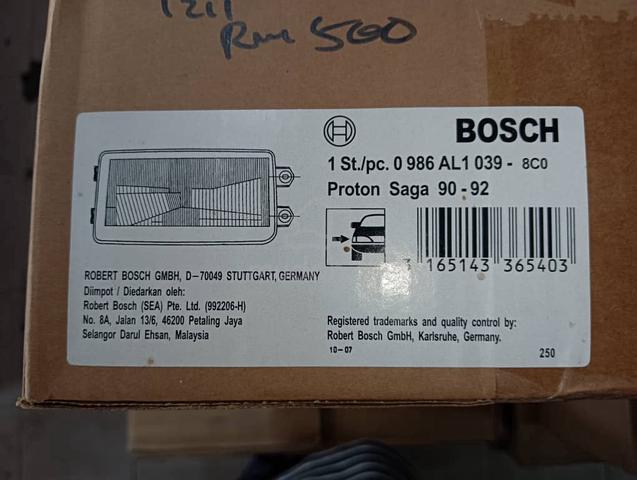 Rm 500
BOSCH
1 St./pc. 0 986 AL1 039 - 8C0
Proton Saga 90 - 92
3 165143 365403
ROBERT BOSCH GMBH, D-70049 STUTTGART, GERMANY
Diimpot / Diedarkan oleh:
Robert Bosch (SEA) Pte. Ltd. (992206-H)
No. 8A, Jalan 13/6, 46200 Petaling Jaya
Selangor Darul Ehsan, Malaysia
Registered trademarks and quality control by:
Robert Bosch GmbH, Karlsruhe, Germany.
10-07
250